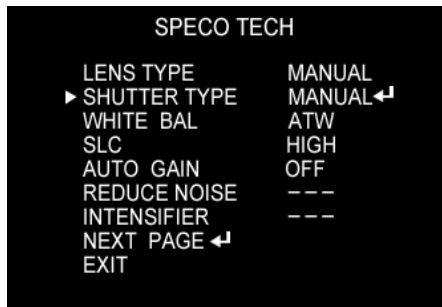 SPECO TECH
LENS TYPE MANUAL
▶ SHUTTER TYPE MANUAL↵
WHITE BAL ATW
SLC HIGH
AUTO GAIN OFF
REDUCE NOISE – – –
INTENSIFIER – – –
NEXT PAGE ↵
EXIT